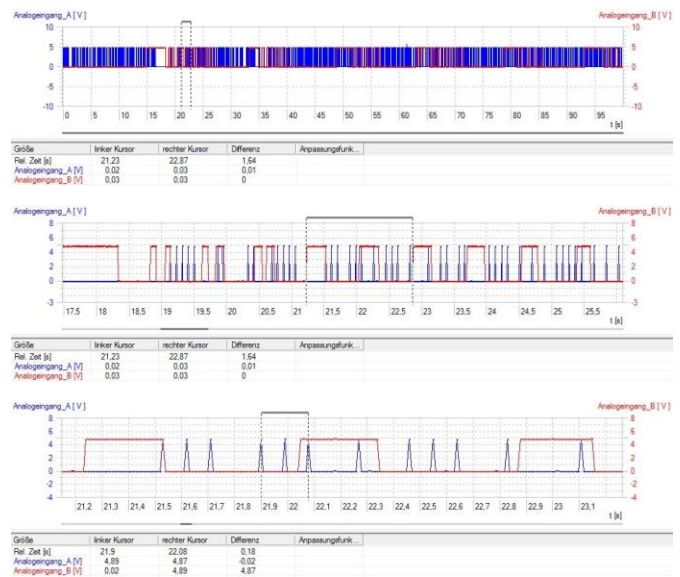 Analogeingang_A [ V ] Analogeingang_B [ V ]
10 10
5 5
0 0
-5 -5
-10 -10
0 5 10 15 20 25 30 35 40 45 50 55 60 65 70 75 80 85 90 95
t [s]
Größe linker Kursor rechter Kursor Differenz Anpassungsfunk...
Rel. Zeit [s] 21,23 22,87 1,64
Analogeingang_A [V] 0,02 0,03 0,01
Analogeingang_B [V] 0,03 0,03 0
Analogeingang_A [ V ] Analogeingang_B [ V ]
8 8
6 6
4 4
2 2
0 0
-3 -3
17,5 18 18,5 19 19,5 20 20,5 21 21,5 22 22,5 23 23,5 24 24,5 25 25,5
t [s]
Größe linker Kursor rechter Kursor Differenz Anpassungsfunk...
Rel. Zeit [s] 21,23 22,87 1,64
Analogeingang_A [V] 0,02 0,03 0,01
Analogeingang_B [V] 0,03 0,03 0
Analogeingang_A [ V ] Analogeingang_B [ V ]
8 8
6 6
4 4
2 2
0 0
-2 -2
-4 -4
21,2 21,3 21,4 21,5 21,6 21,7 21,8 21,9 22 22,1 22,2 22,3 22,4 22,5 22,6 22,7 22,8 22,9 23 23,1
t [s]
Größe linker Kursor rechter Kursor Differenz Anpassungsfunk...
Rel. Zeit [s] 21,9 22,08 0,18
Analogeingang_A [V] 4,89 4,87 -0,02
Analogeingang_B [V] 0,02 4,89 4,87